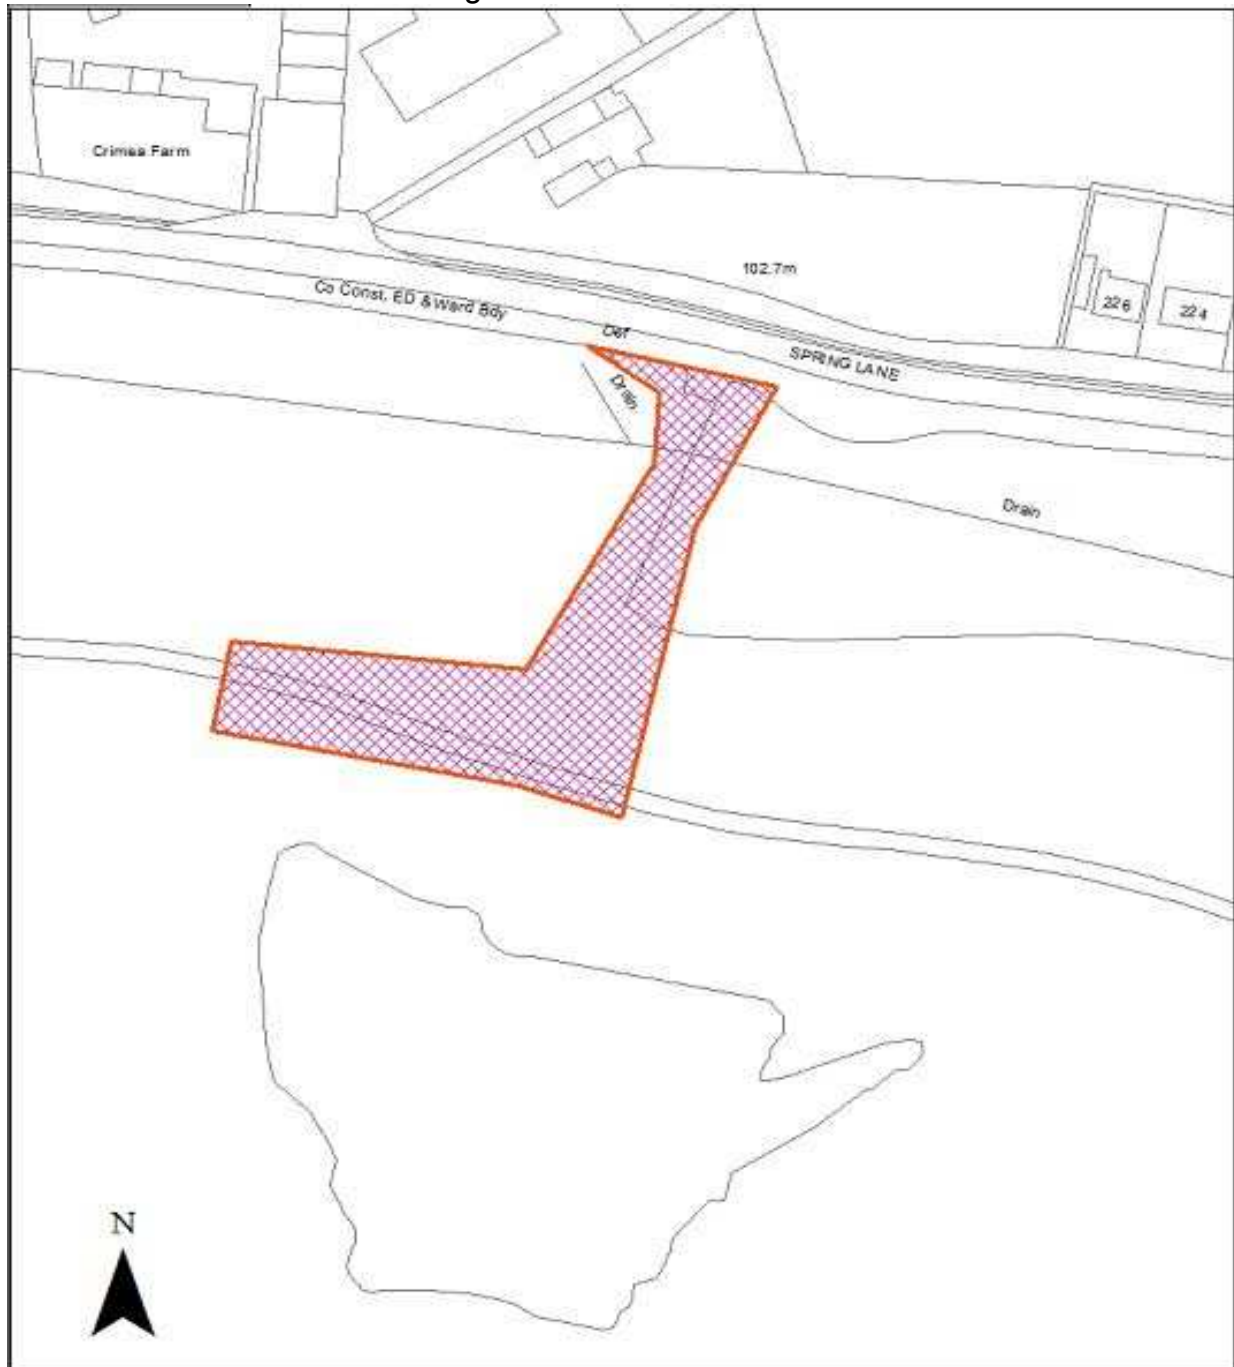 Crimea Farm
102.7m
Co Const, ED & Ward Bdy
Def
SPRING LANE
226
224
Drain
Drain
N